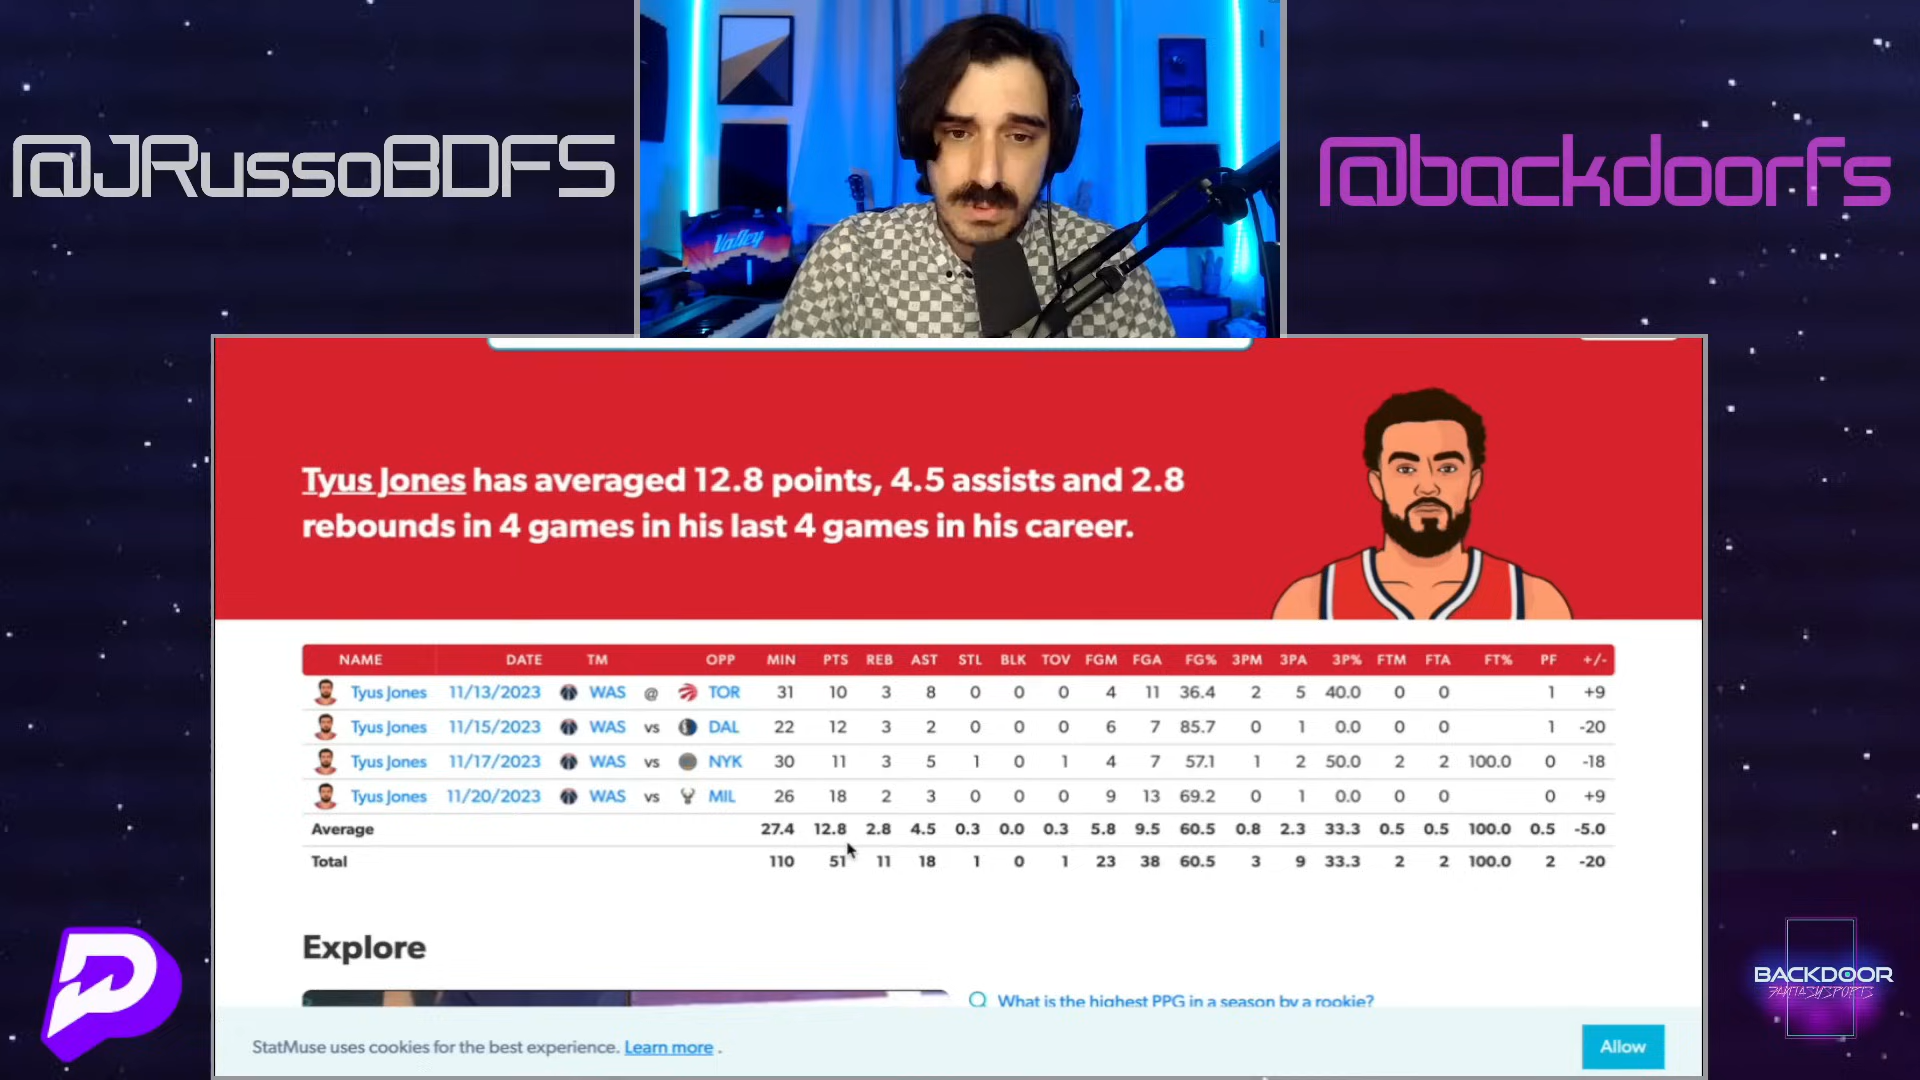 @JRussoBDFS
Valley
@backdoorfs
Tyus Jones has averaged 12.8 points, 4.5 assists and 2.8
rebounds in 4 games in his last 4 games in his career.
NAME DATE TM OPP MIN PTS REB AST STL BLK TOV FGM FGA FG% 3PM 3PA 3P% FTM FTA FT% PF +/-
Tyus Jones 11/13/2023 WAS @ TOR 31 10 3 8 0 0 0 4 11 36.4 2 5 40.0 0 0 1 +9
Tyus Jones 11/15/2023 WAS vs DAL 22 12 3 2 0 0 0 6 7 85.7 0 1 0.0 0 0 1 -20
Tyus Jones 11/17/2023 WAS vs NYK 30 11 3 5 1 0 1 4 7 57.1 1 2 50.0 2 2 100.0 0 -18
Tyus Jones 11/20/2023 WAS vs MIL 26 18 2 3 0 0 0 9 13 69.2 0 1 0.0 0 0 0 +9
Average 27.4 12.8 2.8 4.5 0.3 0.0 0.3 5.8 9.5 60.5 0.8 2.3 33.3 0.5 0.5 100.0 0.5 -5.0
Total 110 51 11 18 1 0 1 23 38 60.5 3 9 33.3 2 2 100.0 2 -20
Explore
What is the highest PPG in a season by a rookie?
BACKDOOR
FANTASY SPORTS
StatMuse uses cookies for the best experience. Learn more .
Allow